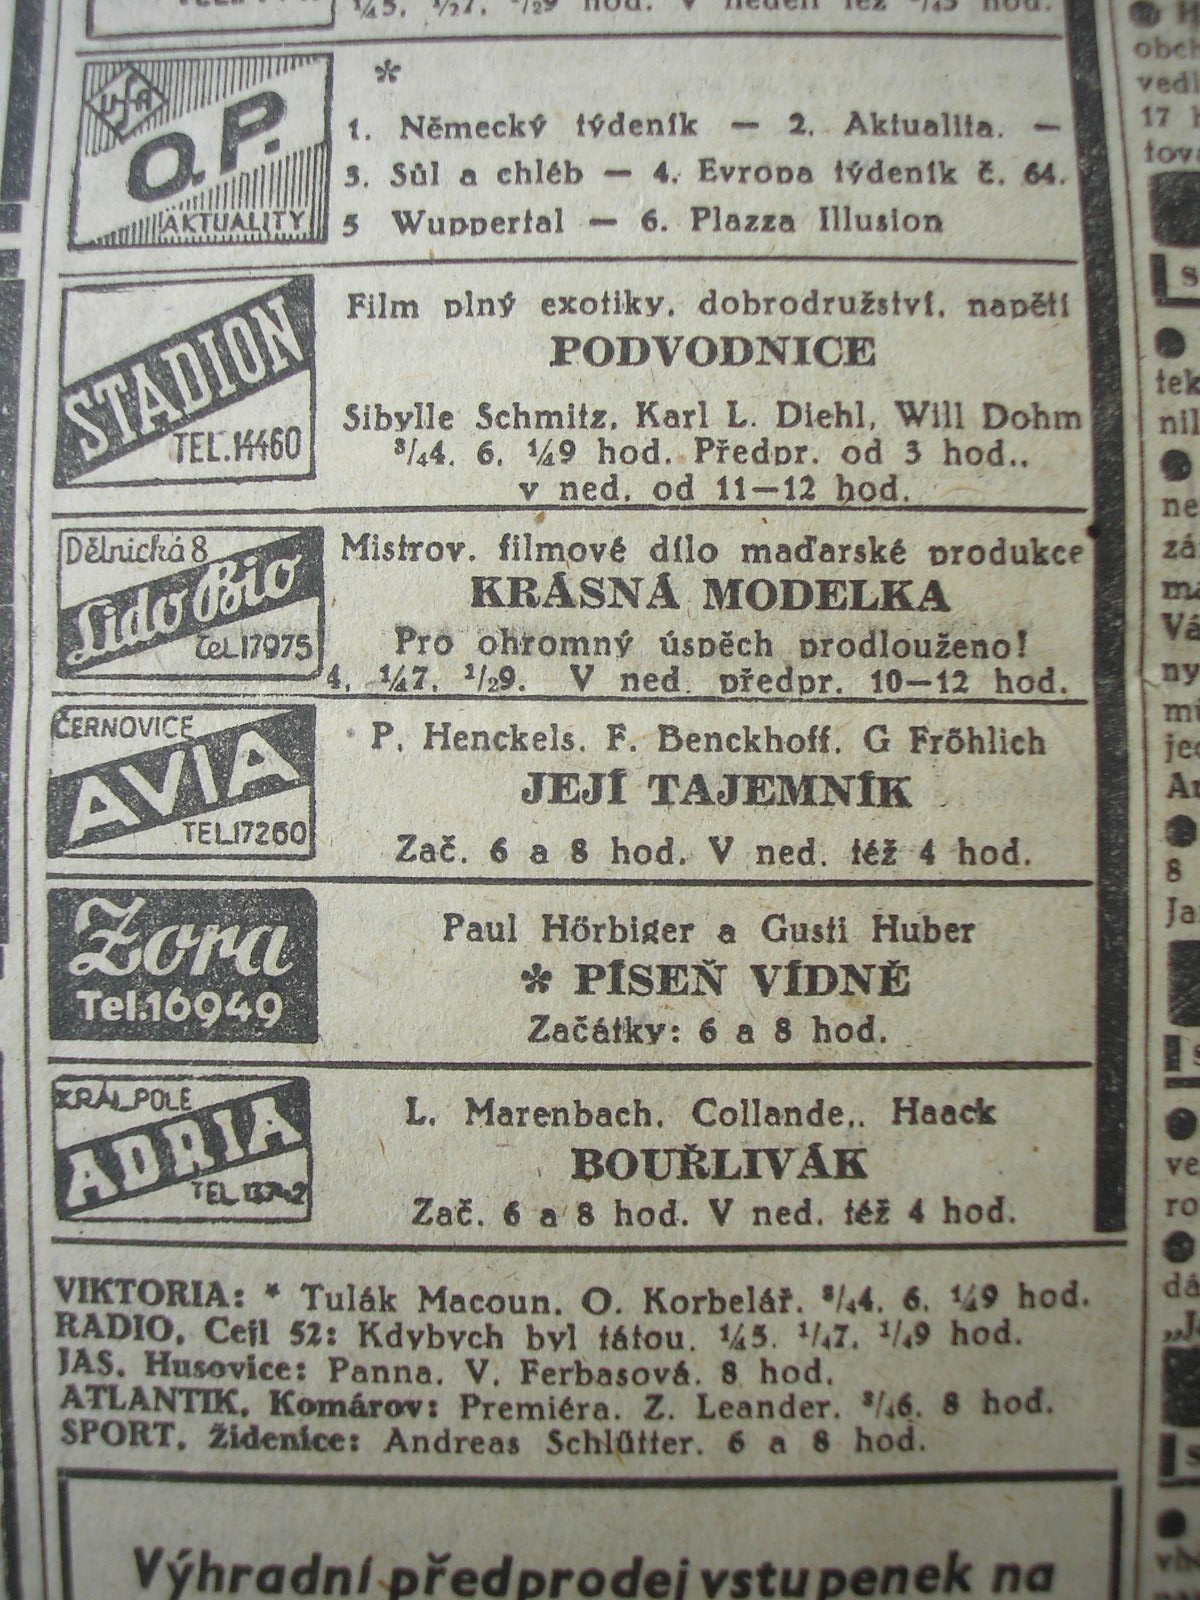 hod. V neděli též hod.
Ufa
O.P.
AKTUALITY
*
1. Německý týdeník — 2. Aktualita. —
3. Sůl a chléb — 4. Evropa týdeník č. 64.
5 Wuppertal — 6. Plazza Illusion
STADION
TEL.14460
Film plný exotiky, dobrodružství, napětí
PODVODNICE
Sibylle Schmitz, Karl L. Diehl, Will Dohm
3/44. 6. 1/49 hod. Předpr. od 3 hod.,
v ned. od 11—12 hod.
Dělnická 8
Lido Bio
Tel.17975
Mistrov. filmové dílo maďarské produkce
KRÁSNÁ MODELKA
Pro ohromný úspěch prodlouženo!
4. 1/47. 1/29. V ned. předpr. 10—12 hod.
ČERNOVICE
AVIA
TEL.17260
P. Henckels. F. Benckhoff. G Fröhlich
JEJÍ TAJEMNÍK
Zač. 6 a 8 hod. V ned. též 4 hod.
Zora
Tel.16949
Paul Hörbiger a Gusti Huber
* PÍSEŇ VÍDNĚ
Začátky: 6 a 8 hod.
KRÁL.POLE
ADRIA
TEL
L. Marenbach. Collande,. Haack
BOUŘLIVÁK
Zač. 6 a 8 hod. V ned. též 4 hod.
VIKTORIA: * Tulák Macoun. O. Korbelář. 3/44. 6. 1/49 hod.
RADIO, Cejl 52: Kdybych byl tátou. 1/45. 1/47. 1/49 hod.
JAS, Husovice: Panna. V. Ferbasová. 8 hod.
ATLANTIK, Komárov: Premiéra. Z. Leander. 3/46. 8 hod.
SPORT, Židenice: Andreas Schlütter. 6 a 8 hod.
Výhradní předprodej vstupenek na